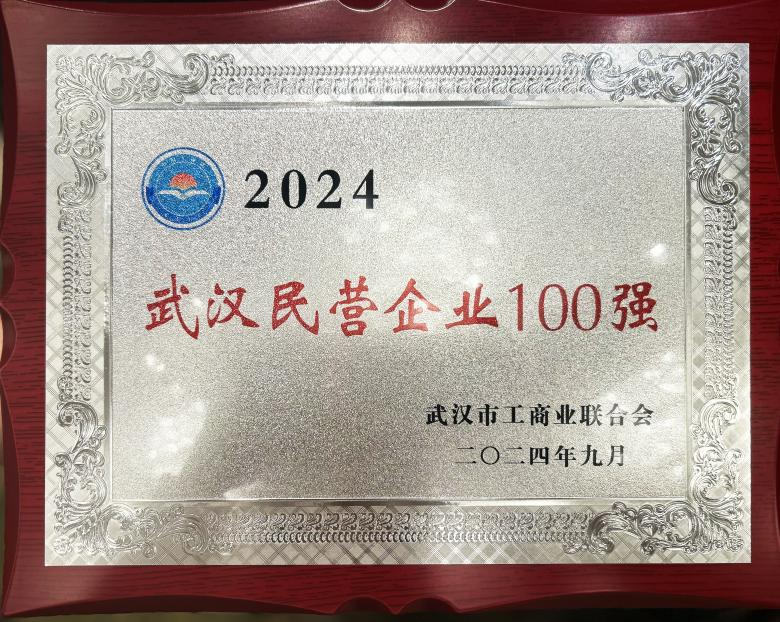 2024
武汉民营企业100强
武汉市工商业联合会
二〇二四年九月